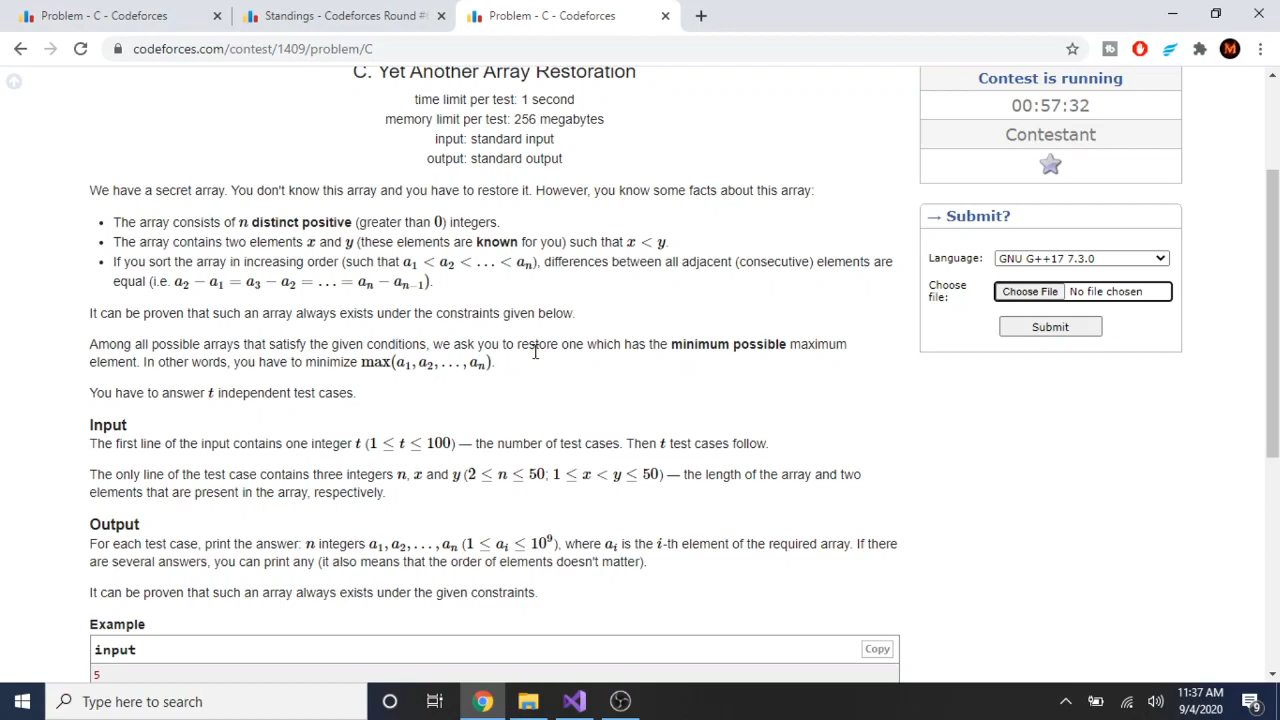 Problem - C - Codeforces
Standings - Codeforces Round #
Problem - C - Codeforces
codeforces.com/contest/1409/problem/C
C. Yet Another Array Restoration
time limit per test: 1 second
memory limit per test: 256 megabytes
input: standard input
output: standard output
We have a secret array. You don't know this array and you have to restore it. However, you know some facts about this array:
• The array consists of n distinct positive (greater than 0) integers.
• The array contains two elements x and y (these elements are known for you) such that x < y.
• If you sort the array in increasing order (such that a₁ < a₂ < … < aₙ), differences between all adjacent (consecutive) elements are
equal (i.e. a₂ − a₁ = a₃ − a₂ = … = aₙ − aₙ₋₁).
It can be proven that such an array always exists under the constraints given below.
Among all possible arrays that satisfy the given conditions, we ask you to restore one which has the minimum possible maximum
element. In other words, you have to minimize max(a₁, a₂, …, aₙ).
You have to answer t independent test cases.
Input
The first line of the input contains one integer t (1 ≤ t ≤ 100) — the number of test cases. Then t test cases follow.
The only line of the test case contains three integers n, x and y (2 ≤ n ≤ 50; 1 ≤ x < y ≤ 50) — the length of the array and two
elements that are present in the array, respectively.
Output
For each test case, print the answer: n integers a₁, a₂, …, aₙ (1 ≤ aᵢ ≤ 10⁹), where aᵢ is the i-th element of the required array. If there
are several answers, you can print any (it also means that the order of elements doesn't matter).
It can be proven that such an array always exists under the given constraints.
Example
input
Copy
5
Contest is running
00:57:32
Contestant
→ Submit?
Language: GNU G++17 7.3.0
Choose
file: Choose File No file chosen
Submit
Type here to search
11:37 AM
9/4/2020
9